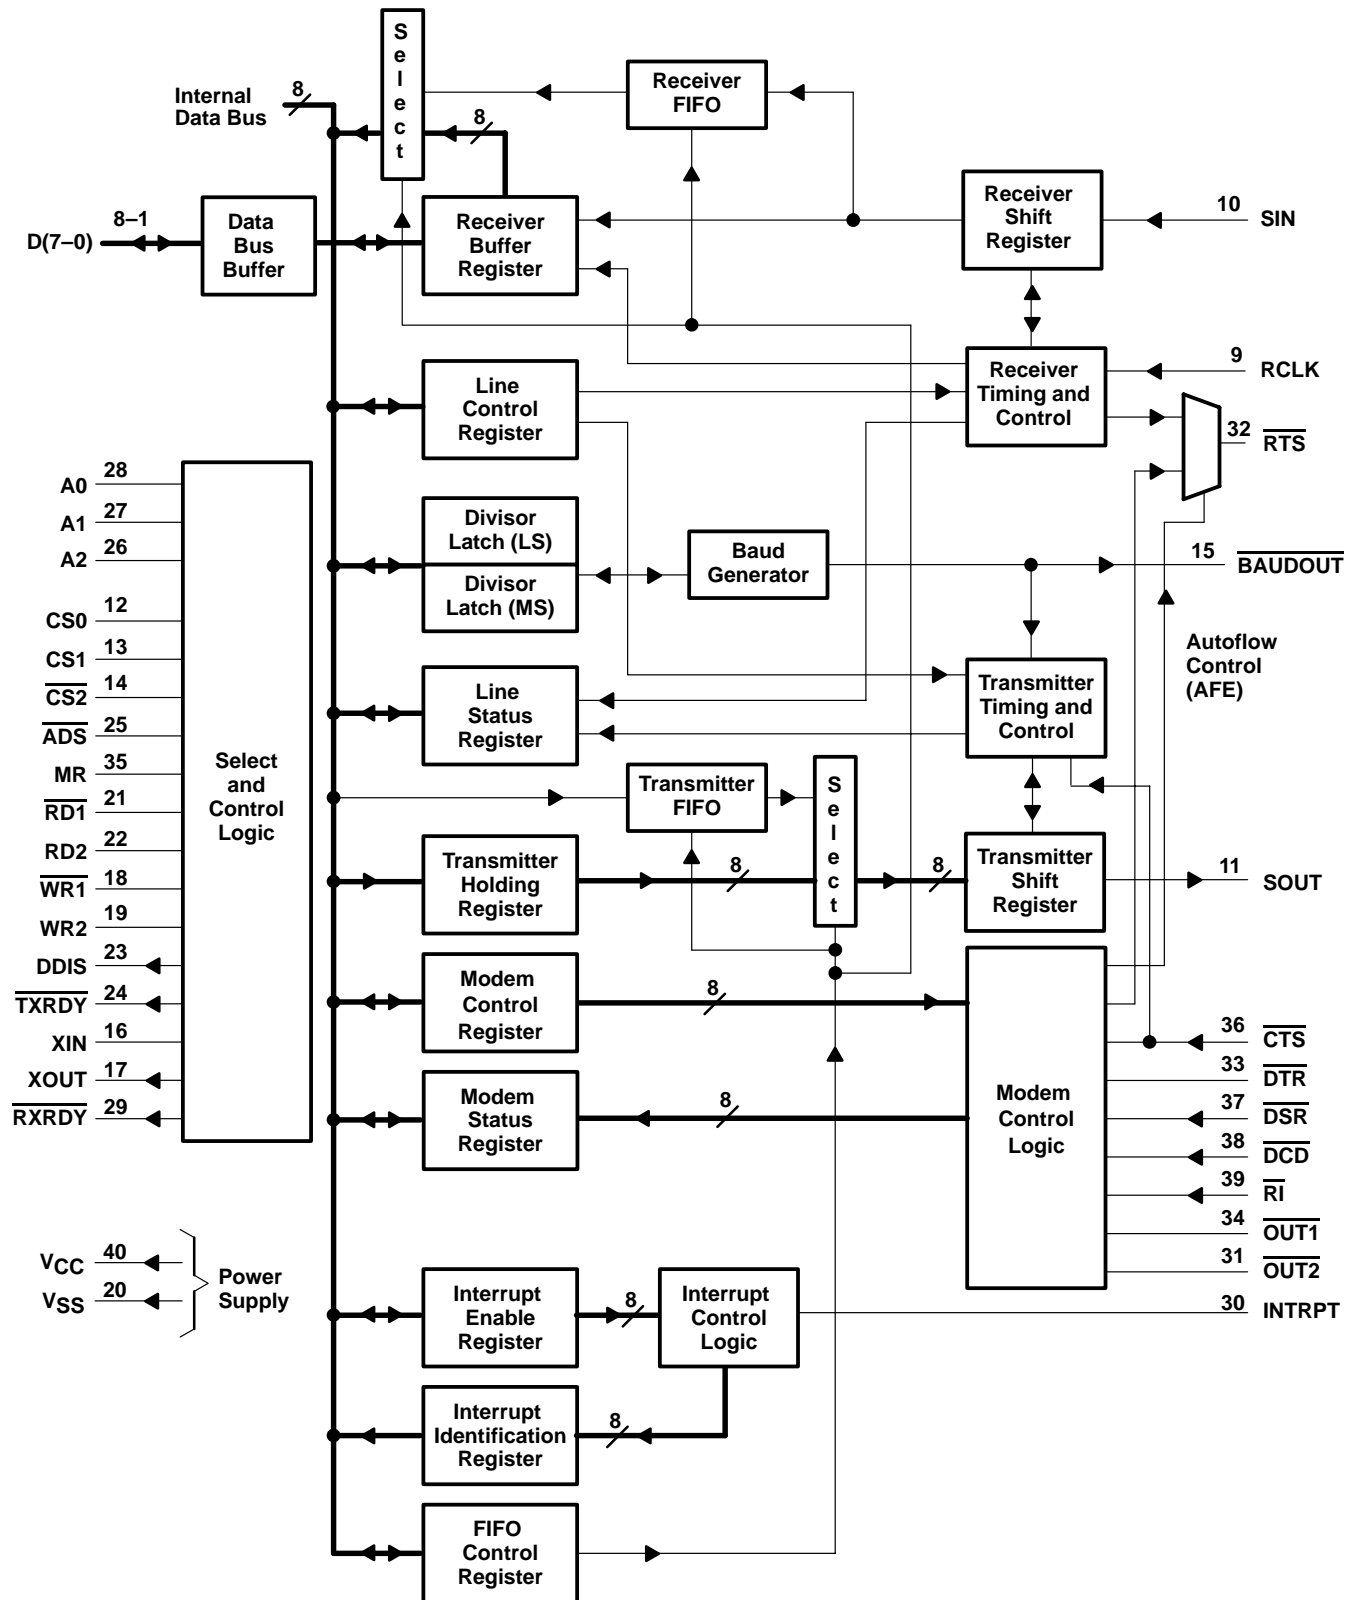 S
e
l
e
c
t
Internal
Data Bus
8
8
Receiver
FIFO
D(7–0)
8–1
Data
Bus
Buffer
Receiver
Buffer
Register
Receiver
Shift
Register
10
SIN
Line
Control
Register
Receiver
Timing and
Control
9
RCLK
32
RTS
A0
28
A1
27
A2
26
CS0
12
CS1
13
CS2
14
ADS
25
MR
35
RD1
21
RD2
22
WR1
18
WR2
19
DDIS
23
TXRDY
24
XIN
16
XOUT
17
RXRDY
29
Select
and
Control
Logic
Divisor
Latch (LS)
Divisor
Latch (MS)
Baud
Generator
15
BAUDOUT
Autoflow
Control
(AFE)
Line
Status
Register
Transmitter
Timing and
Control
Transmitter
FIFO
S
e
l
e
c
t
Transmitter
Holding
Register
8
8
Transmitter
Shift
Register
11
SOUT
Modem
Control
Register
8
Modem
Status
Register
8
Modem
Control
Logic
36
CTS
33
DTR
37
DSR
38
DCD
39
RI
34
OUT1
31
OUT2
VCC
40
VSS
20
Power
Supply
Interrupt
Enable
Register
8
Interrupt
Control
Logic
30
INTRPT
Interrupt
Identification
Register
8
FIFO
Control
Register